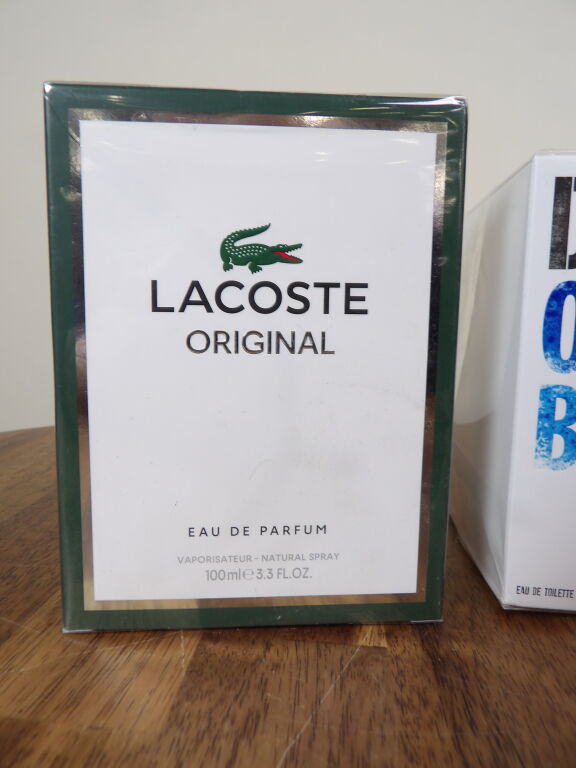 LACOSTE
ORIGINAL
EAU DE PARFUM
VAPORISATEUR - NATURAL SPRAY
100ml℮3.3 FL.OZ.
EAU DE TOILETTE